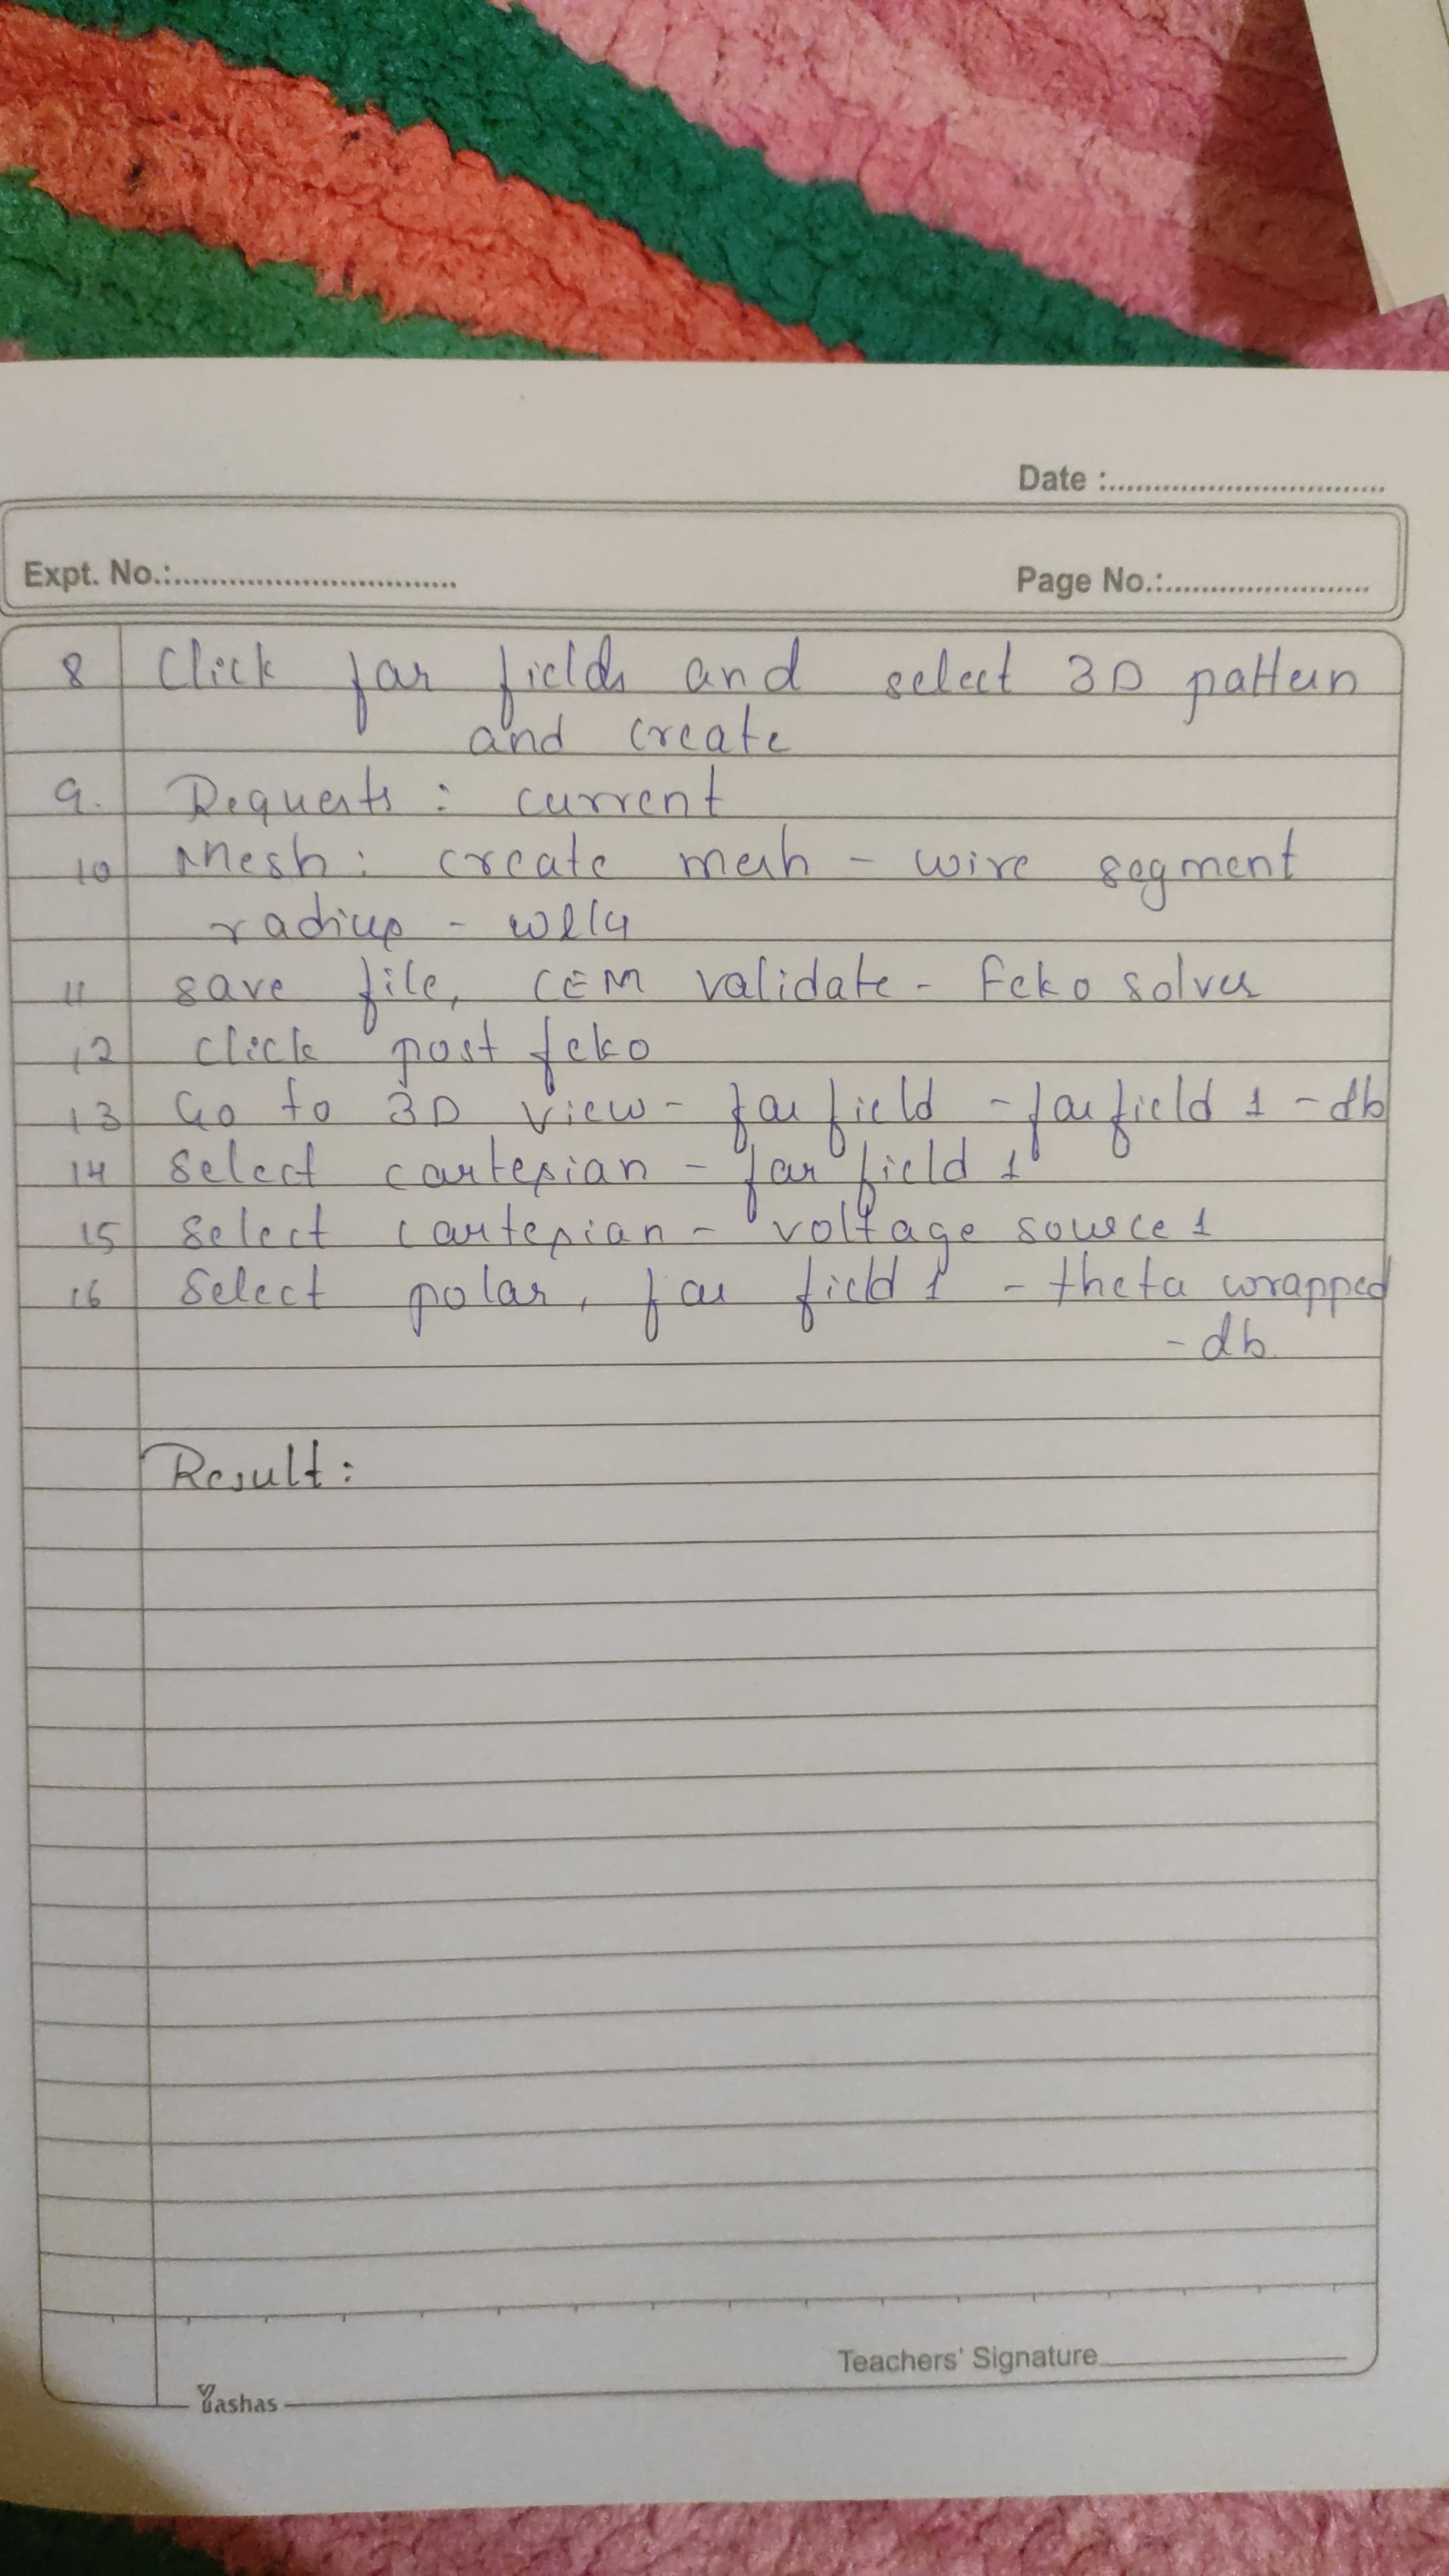 Date :
Expt. No.:
Page No.:
8 Click far fields and select 3D pattern
and create
9. Requests : current
10 Mesh : create mesh - wire segment
radius - wl/4
11 save file, CEM validate - Feko solver
12 click post feko
13 Go to 3D view - far field - far field 1 - db
14 select cartesian - far field 1
15 select cartesian - voltage source 1
16 select polar, far field 1 - theta wrapped
- db
Result :
Teachers' Signature
Yashas